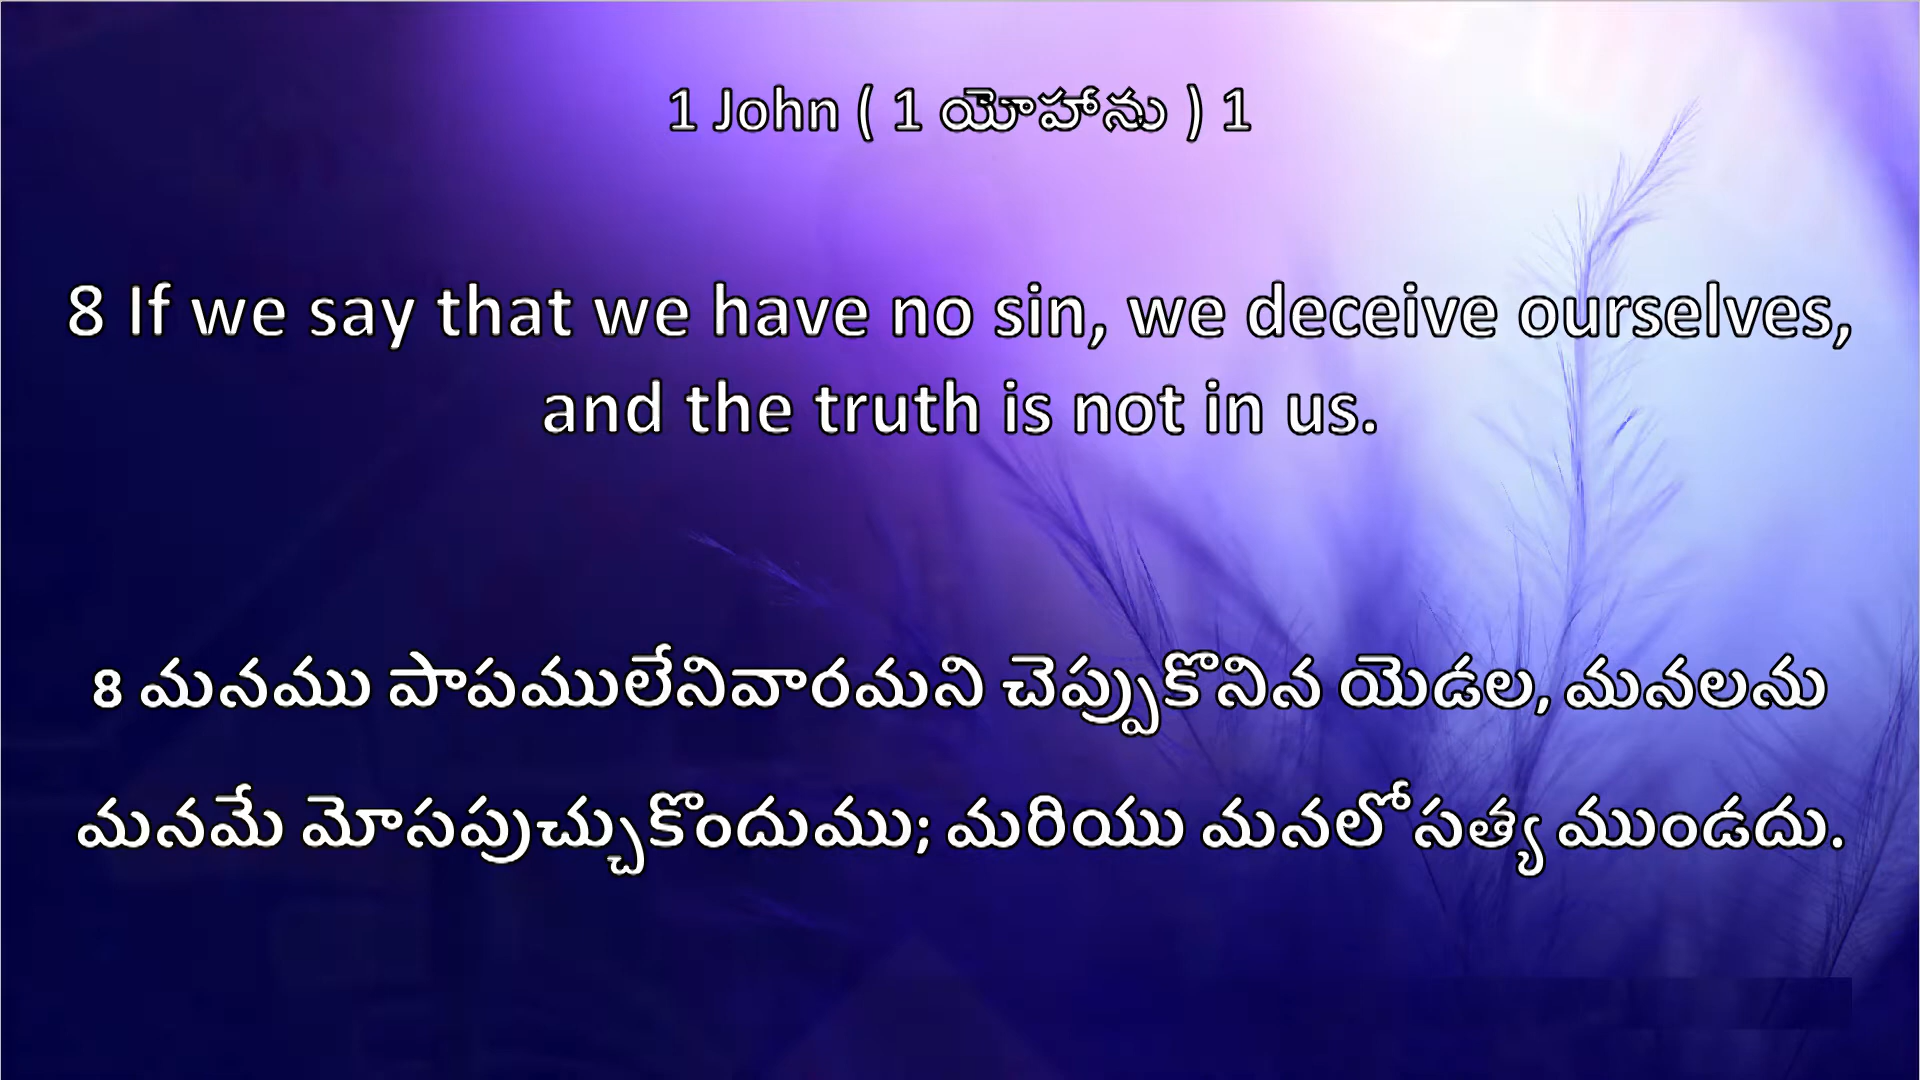 1 John ( 1 యోహాను ) 1
8 If we say that we have no sin, we deceive ourselves,
and the truth is not in us.
8 మనము పాపములేనివారమని చెప్పుకొనిన యెడల, మనలను
మనమే మోసపుచ్చుకొందుము; మరియు మనలో సత్య ముండదు.